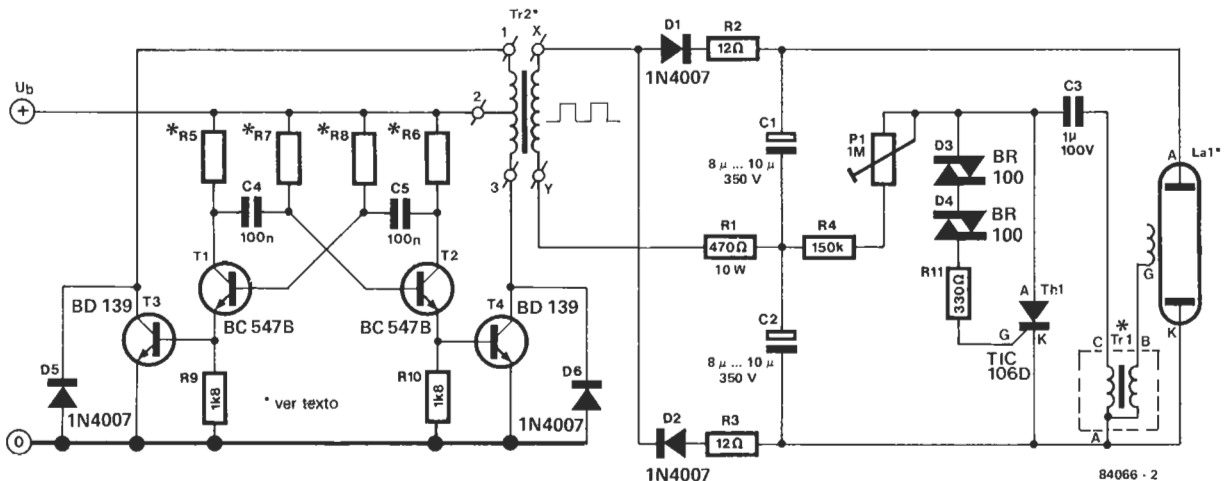 Tr2*
1
X
D1
1N4007
R2
12Ω
Ub
+
2
*R5
*R7
*R8
*R6
C4
100n
C5
100n
3
Y
C1
8 µ ... 10 µ
350 V
P1
1M
D3
BR
100
D4
BR
100
C3
1µ
100V
A
La1*
G
K
R1
470Ω
10 W
R4
150k
R11
330Ω
A
Th1
G
K
TIC
106D
T1
BC 547B
T2
BC 547B
BD 139
T3
T4
BD 139
C2
8 µ ... 10 µ
350 V
C
*
Tr1
B
A
D5
1N4007
R9
1k8
* ver texto
R10
1k8
D6
1N4007
0
D2
1N4007
R3
12Ω
84066 - 2